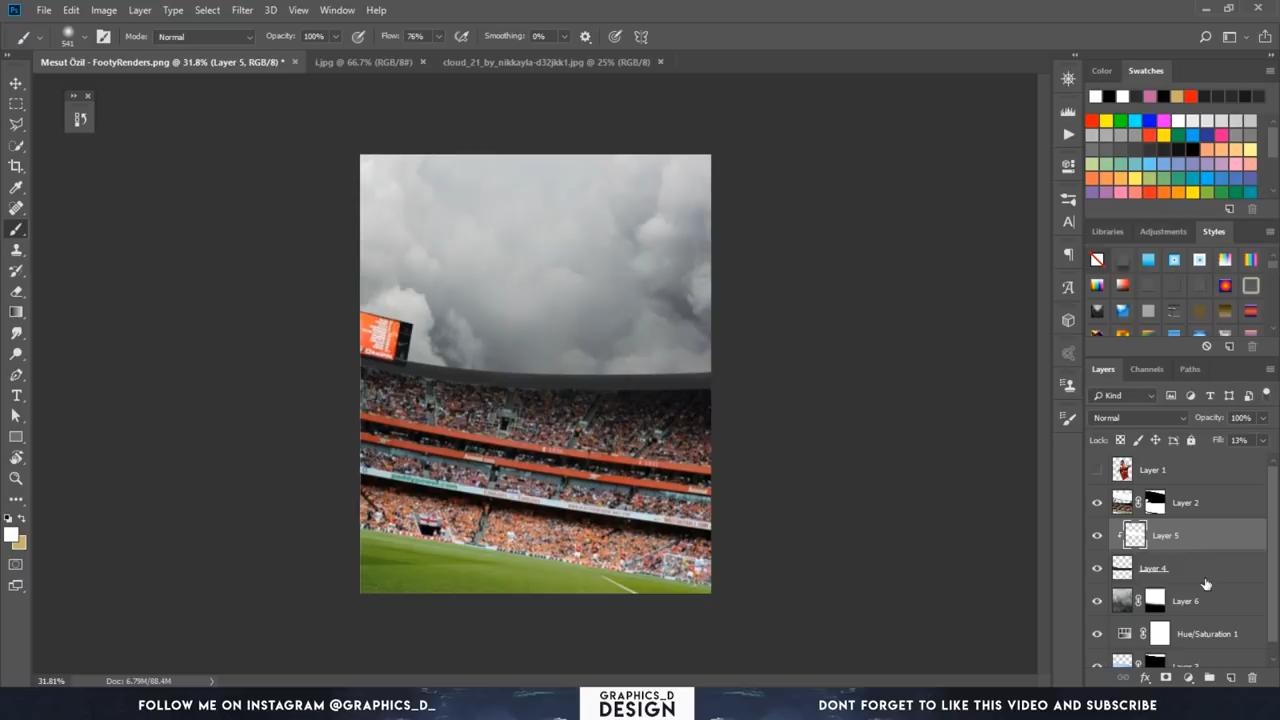 Ps File Edit Image Layer Type Select Filter 3D View Window Help
541 Mode: Normal Opacity: 100% Flow: 76% Smoothing: 0%
Mesut Özil - FootyRenders.png @ 31.8% (Layer 5, RGB/8) * i.jpg @ 66.7% (RGB/8#) cloud_21_by_nikkayla-d32jkk1.jpg @ 25% (RGB/8)
Color Swatches
Libraries Adjustments Styles
Layers Channels Paths
Kind
Normal Opacity: 100%
Lock: Fill: 13%
Layer 1
Layer 2
Layer 5
Layer 4
Layer 6
Hue/Saturation 1
31.81% Doc: 6.79M/88.4M
FOLLOW ME ON INSTAGRAM @GRAPHICS_D_
GRAPHICS_D
DESIGN
DONT FORGET TO LIKE THIS VIDEO AND SUBSCRIBE